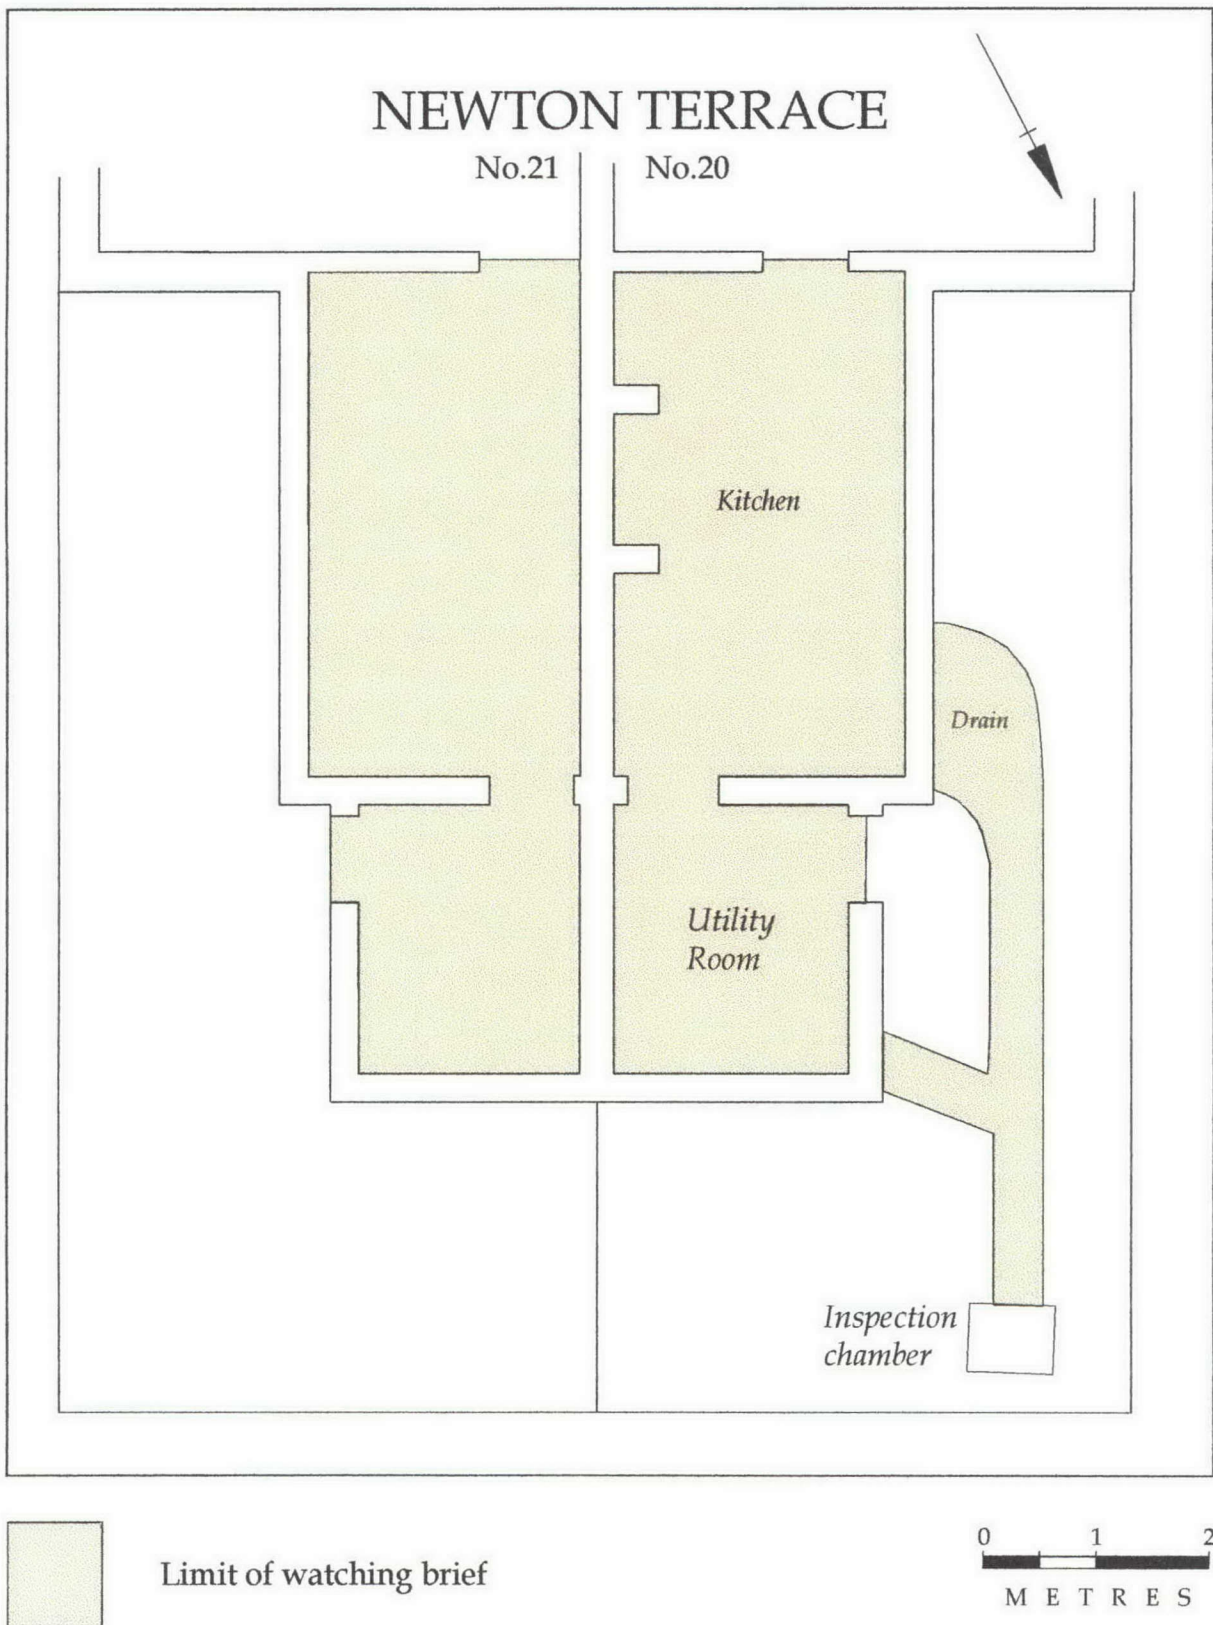 NEWTON TERRACE
No.21 No.20
Kitchen
Drain
Utility
Room
Inspection
chamber
Limit of watching brief
0 1 2
METRES